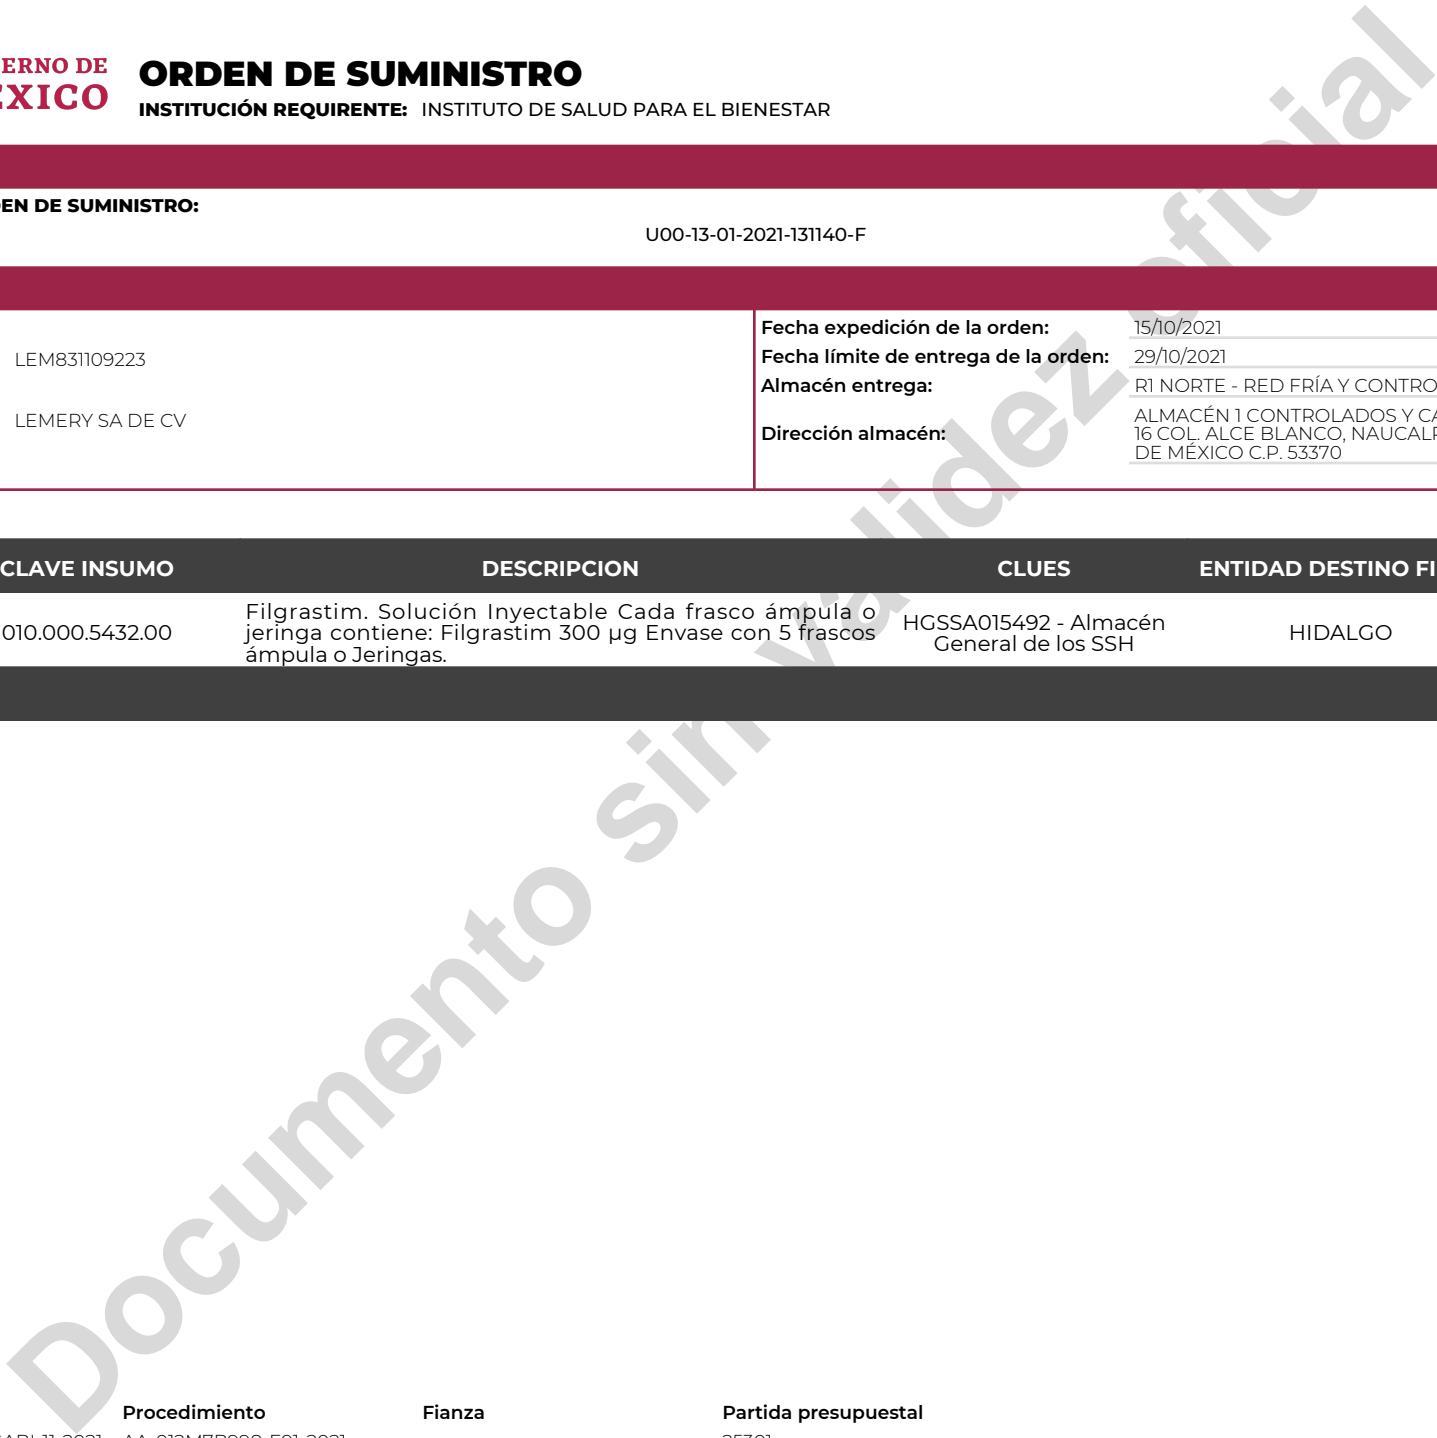 ERNO DE
ORDEN DE SUMINISTRO
INSTITUCIÓN REQUIRENTE: INSTITUTO DE SALUD PARA EL BIENESTAR
EN DE SUMINISTRO:
U00-13-01-2021-131140-F
LEM831109223
LEMERY SA DE CV
Fecha expedición de la orden: 15/10/2021
Fecha límite de entrega de la orden: 29/10/2021
Almacén entrega: R1 NORTE - RED FRÍA Y CONTRO
Dirección almacén:
ALMACÉN 1 CONTROLADOS Y CA
16 COL. ALCE BLANCO, NAUCALP
DE MÉXICO C.P. 53370
CLAVE INSUMO DESCRIPCION CLUES ENTIDAD DESTINO FI
010.000.5432.00
Filgrastim. Solución Inyectable Cada frasco ámpula o
jeringa contiene: Filgrastim 300 µg Envase con 5 frascos
ámpula o Jeringas.
HGSSA015492 - Almacén
General de los SSH
HIDALGO
Documento sin validez oficial
Procedimiento Fianza Partida presupuestal